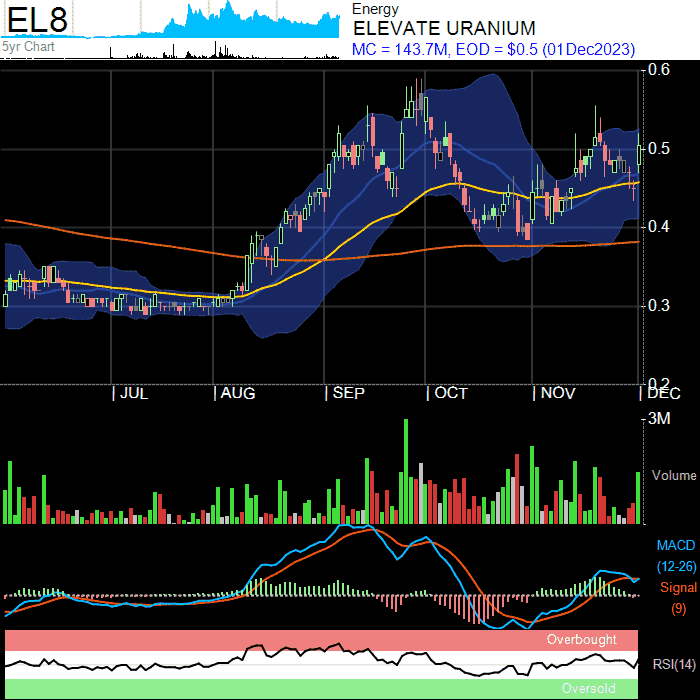 EL8
5yr Chart
Energy
ELEVATE URANIUM
MC = 143.7M, EOD = $0.5 (01Dec2023)
0.6
0.5
0.4
0.3
0.2
| JUL | AUG | SEP | OCT | NOV | DEC
3M
Volume
MACD
(12-26)
Signal
(9)
Overbought
RSI(14)
Oversold